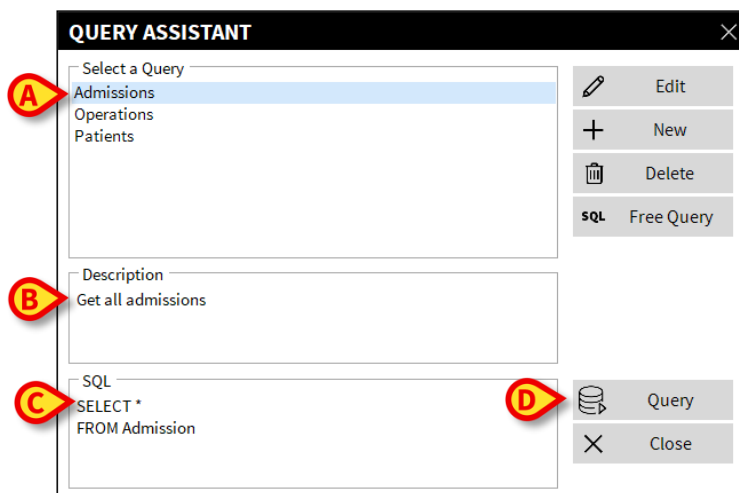 QUERY ASSISTANT
Select a Query
A
Admissions
Operations
Patients
Edit
New
Delete
SQL Free Query
Description
B
Get all admissions
SQL
C
SELECT *
FROM Admission
D
Query
Close